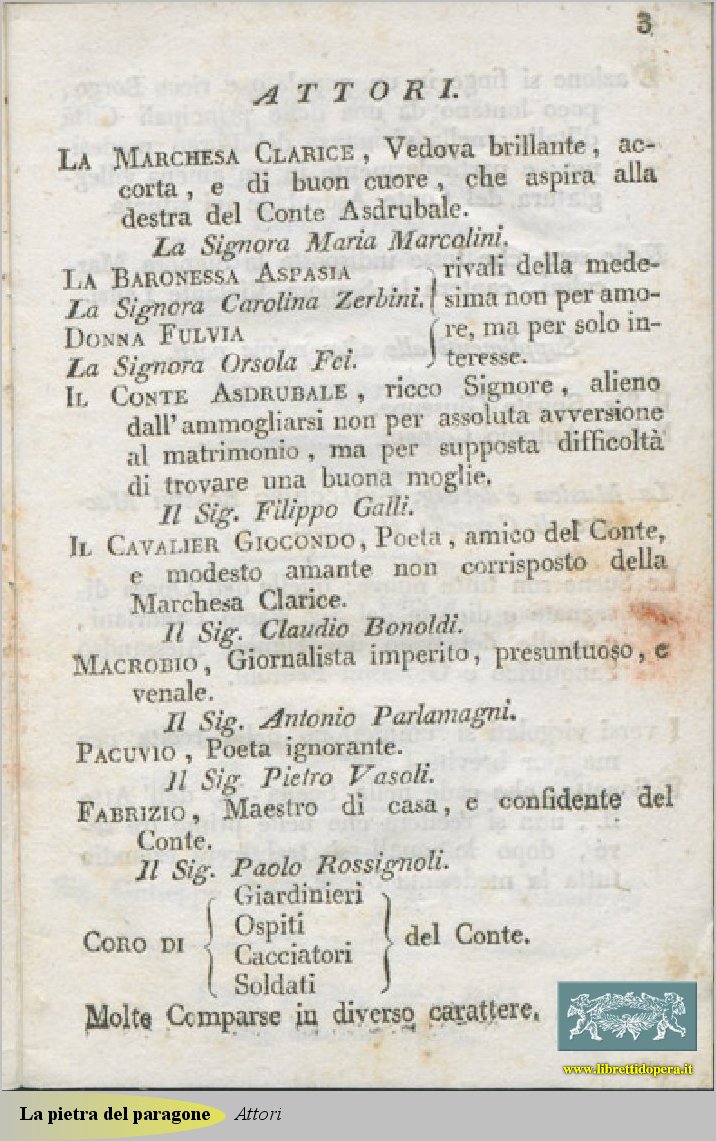 3
ATTORI.
LA MARCHESA CLARICE, Vedova brillante, ac-
corta, e di buon cuore, che aspira alla
destra del Conte Asdrubale.
La Signora Maria Marcolini.
LA BARONESSA ASPASIA
La Signora Carolina Zerbini.
DONNA FULVIA
La Signora Orsola Fei.
rivali della mede-
sima non per amo-
re, ma per solo in-
teresse.
IL CONTE ASDRUBALE, ricco Signore, alieno
dall'ammogliarsi non per assoluta avversione
al matrimonio, ma per supposta difficoltà
di trovare una buona moglie.
Il Sig. Filippo Galli.
IL CAVALIER GIOCONDO, Poeta, amico del Conte,
e modesto amante non corrisposto della
Marchesa Clarice.
Il Sig. Claudio Bonoldi.
MACROBIO, Giornalista imperito, presuntuoso, e
venale.
Il Sig. Antonio Parlamagni.
PACUVIO, Poeta ignorante.
Il Sig. Pietro Vasoli.
FABRIZIO, Maestro di casa, e confidente del
Conte.
Il Sig. Paolo Rossignoli.
CORO DI
Giardinieri
Ospiti
Cacciatori
Soldati
del Conte.
Molte Comparse in diverso carattere.
www.librettidopera.it
La pietra del paragone Attori